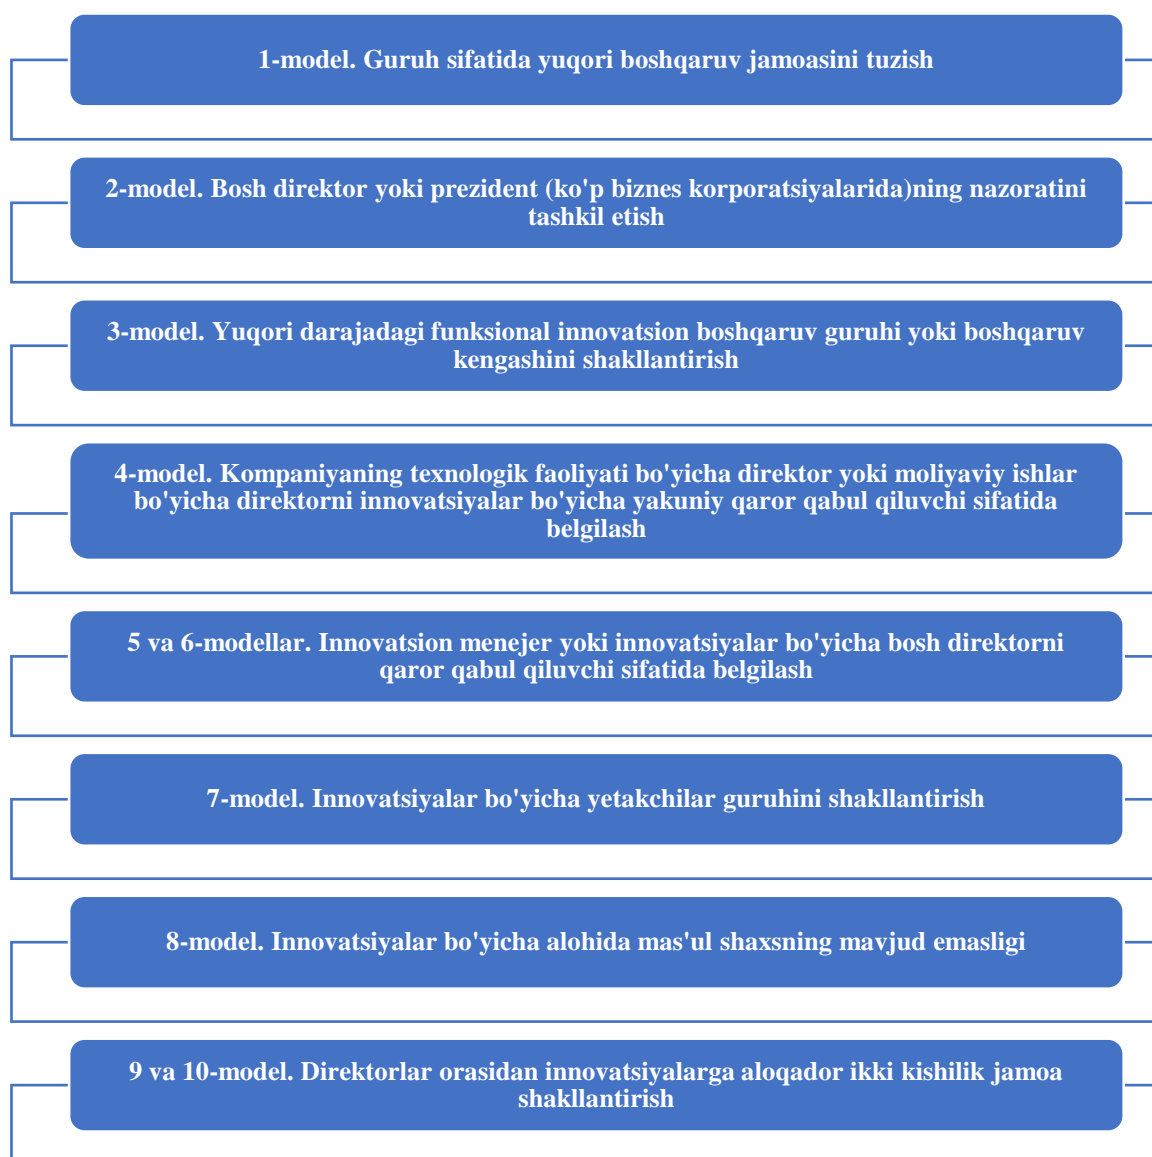 1-model. Guruh sifatida yuqori boshqaruv jamoasini tuzish
2-model. Bosh direktor yoki prezident (ko'p biznes korporatsiyalarida)ning nazoratini
tashkil etish
3-model. Yuqori darajadagi funksional innovatsion boshqaruv guruhi yoki boshqaruv
kengashini shakllantirish
4-model. Kompaniyaning texnologik faoliyati bo'yicha direktor yoki moliyaviy ishlar
bo'yicha direktorni innovatsiyalar bo'yicha yakuniy qaror qabul qiluvchi sifatida
belgilash
5 va 6-modellar. Innovatsion menejer yoki innovatsiyalar bo'yicha bosh direktorni
qaror qabul qiluvchi sifatida belgilash
7-model. Innovatsiyalar bo'yicha yetakchilar guruhini shakllantirish
8-model. Innovatsiyalar bo'yicha alohida mas'ul shaxsning mavjud emasligi
9 va 10-model. Direktorlar orasidan innovatsiyalarga aloqador ikki kishilik jamoa
shakllantirish